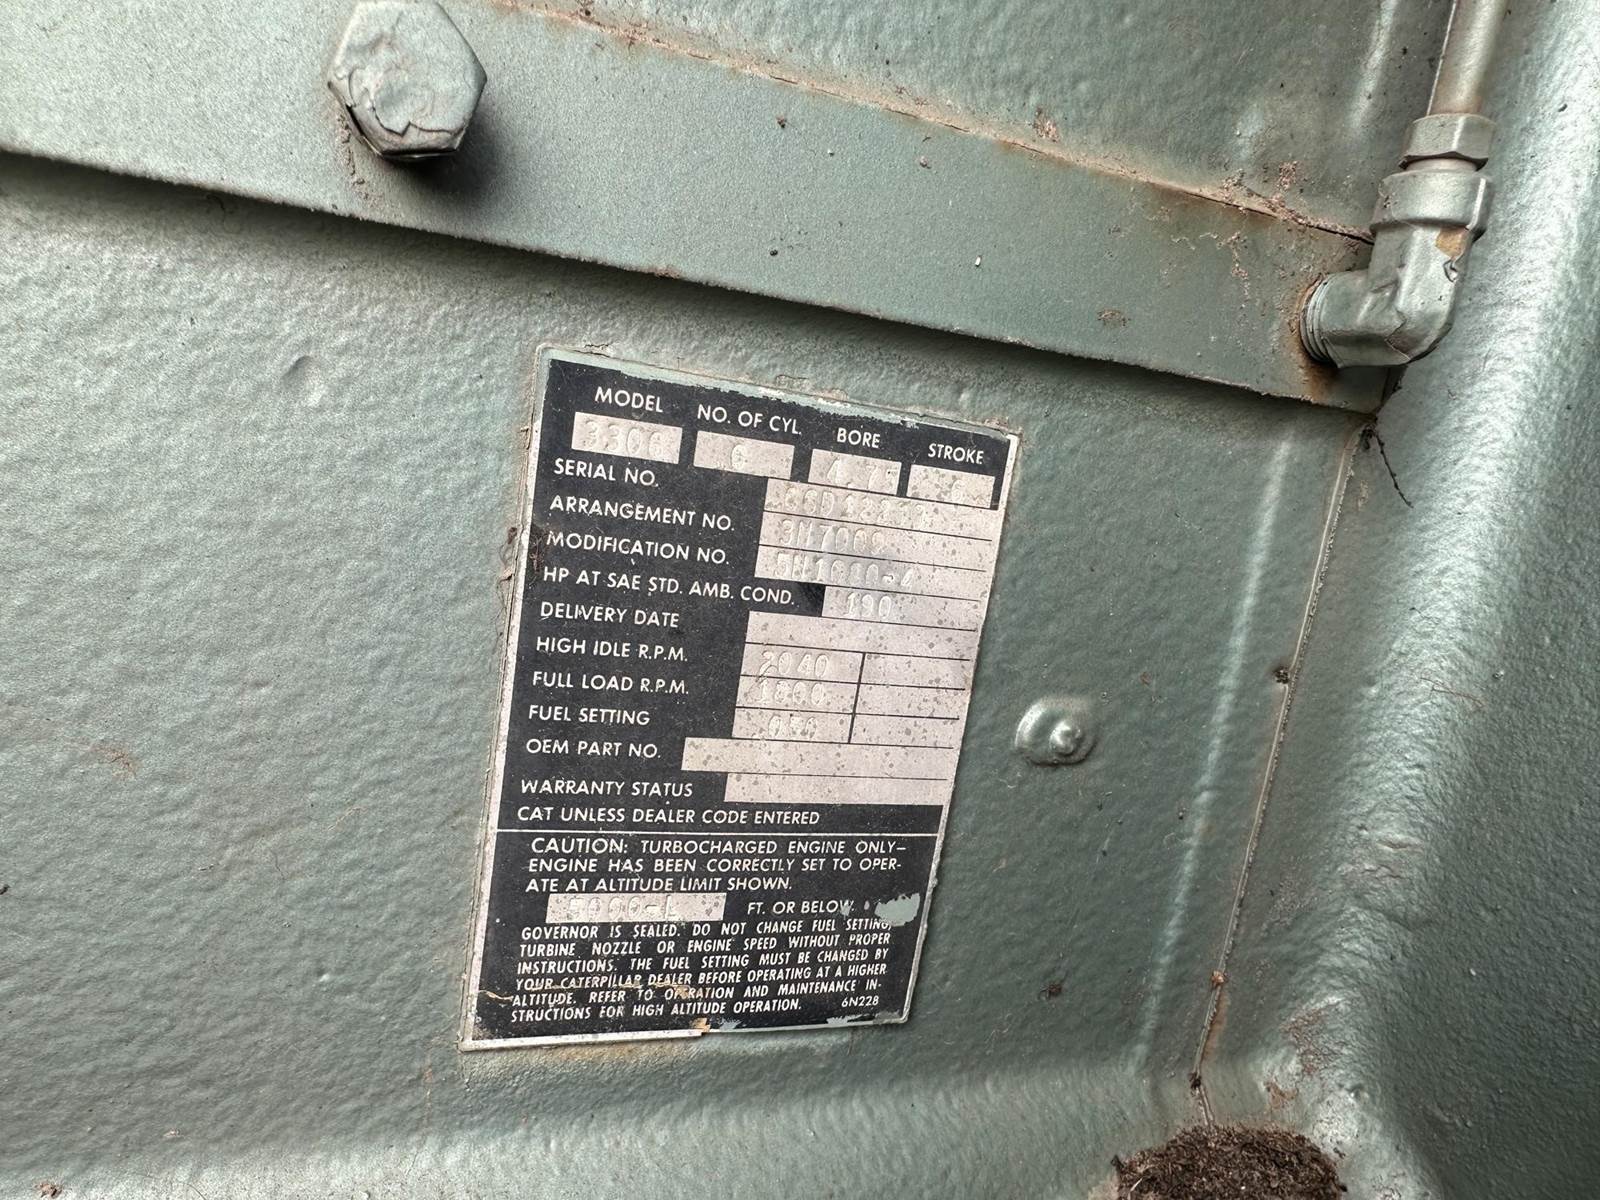 MODEL NO. OF CYL. BORE STROKE
3306 6 4.75 6
SERIAL NO.
ARRANGEMENT NO.
MODIFICATION NO.
HP AT SAE STD. AMB. COND. 190
DELIVERY DATE
HIGH IDLE R.P.M. 2040
FULL LOAD R.P.M. 1800
FUEL SETTING
OEM PART NO.
WARRANTY STATUS
CAT UNLESS DEALER CODE ENTERED
CAUTION: TURBOCHARGED ENGINE ONLY—
ENGINE HAS BEEN CORRECTLY SET TO OPER-
ATE AT ALTITUDE LIMIT SHOWN.
5000-L FT. OR BELOW.
GOVERNOR IS SEALED. DO NOT CHANGE FUEL SETTING,
TURBINE NOZZLE OR ENGINE SPEED WITHOUT PROPER
INSTRUCTIONS. THE FUEL SETTING MUST BE CHANGED BY
YOUR CATERPILLAR DEALER BEFORE OPERATING AT A HIGHER
ALTITUDE. REFER TO OPERATION AND MAINTENANCE IN-
STRUCTIONS FOR HIGH ALTITUDE OPERATION. 6N228